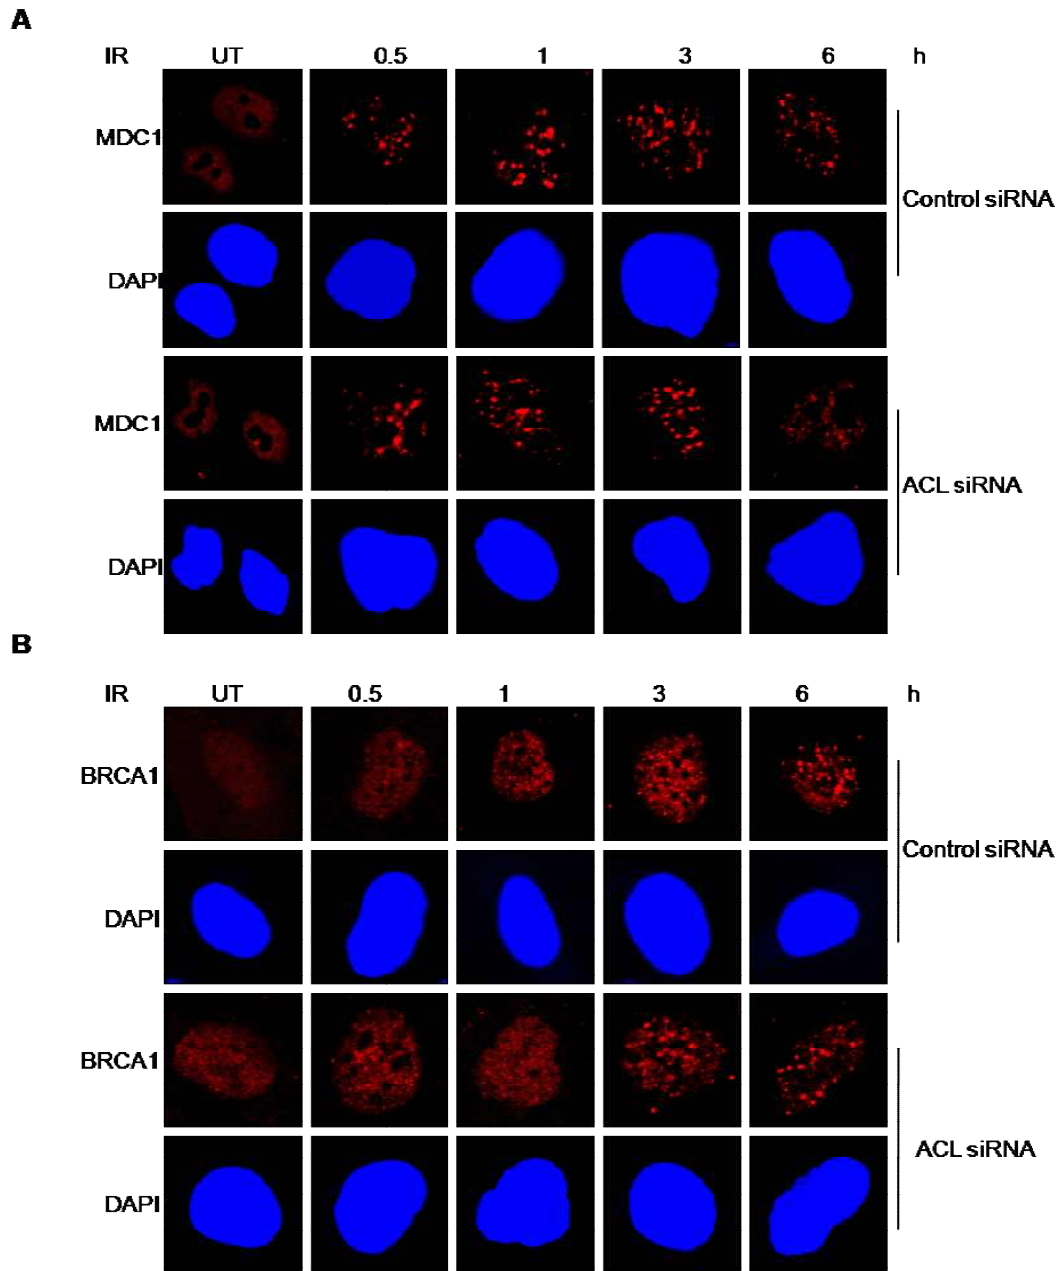 A
IR UT 0.5 1 3 6 h
MDC1
Control siRNA
DAPI
MDC1
ACL siRNA
DAPI
B
IR UT 0.5 1 3 6 h
BRCA1
Control siRNA
DAPI
BRCA1
ACL siRNA
DAPI